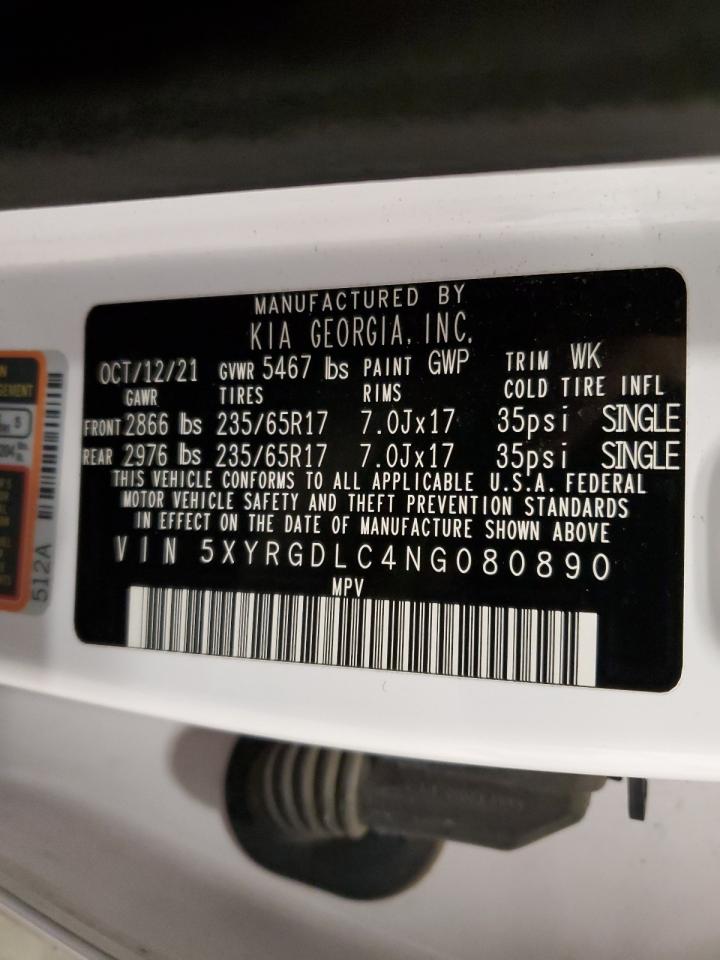 MANUFACTURED BY
KIA GEORGIA, INC.
OCT/12/21 GVWR 5467 lbs PAINT GWP TRIM WK
GAWR TIRES RIMS COLD TIRE INFL
FRONT 2866 lbs 235/65R17 7.0Jx17 35psi SINGLE
REAR 2976 lbs 235/65R17 7.0Jx17 35psi SINGLE
THIS VEHICLE CONFORMS TO ALL APPLICABLE U.S.A. FEDERAL
MOTOR VEHICLE SAFETY AND THEFT PREVENTION STANDARDS
IN EFFECT ON THE DATE OF MANUFACTURE SHOWN ABOVE
VIN 5XYRGDLC4NG080890
MPV
512A